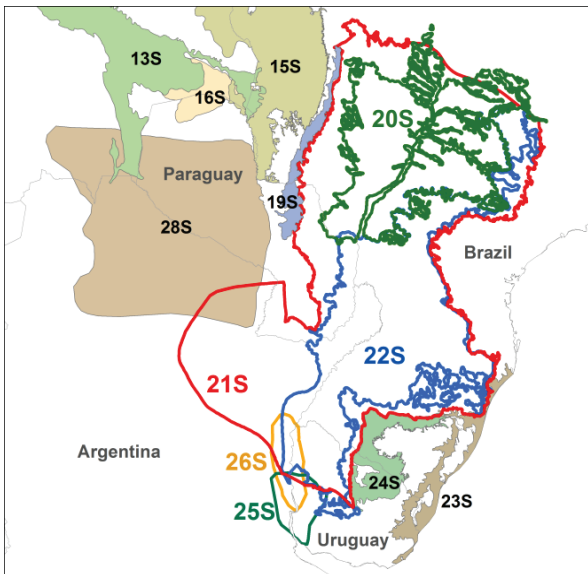 13S
15S
16S
20S
Paraguay
19S
28S
Brazil
22S
21S
Argentina
26S
24S
23S
25S
Uruguay